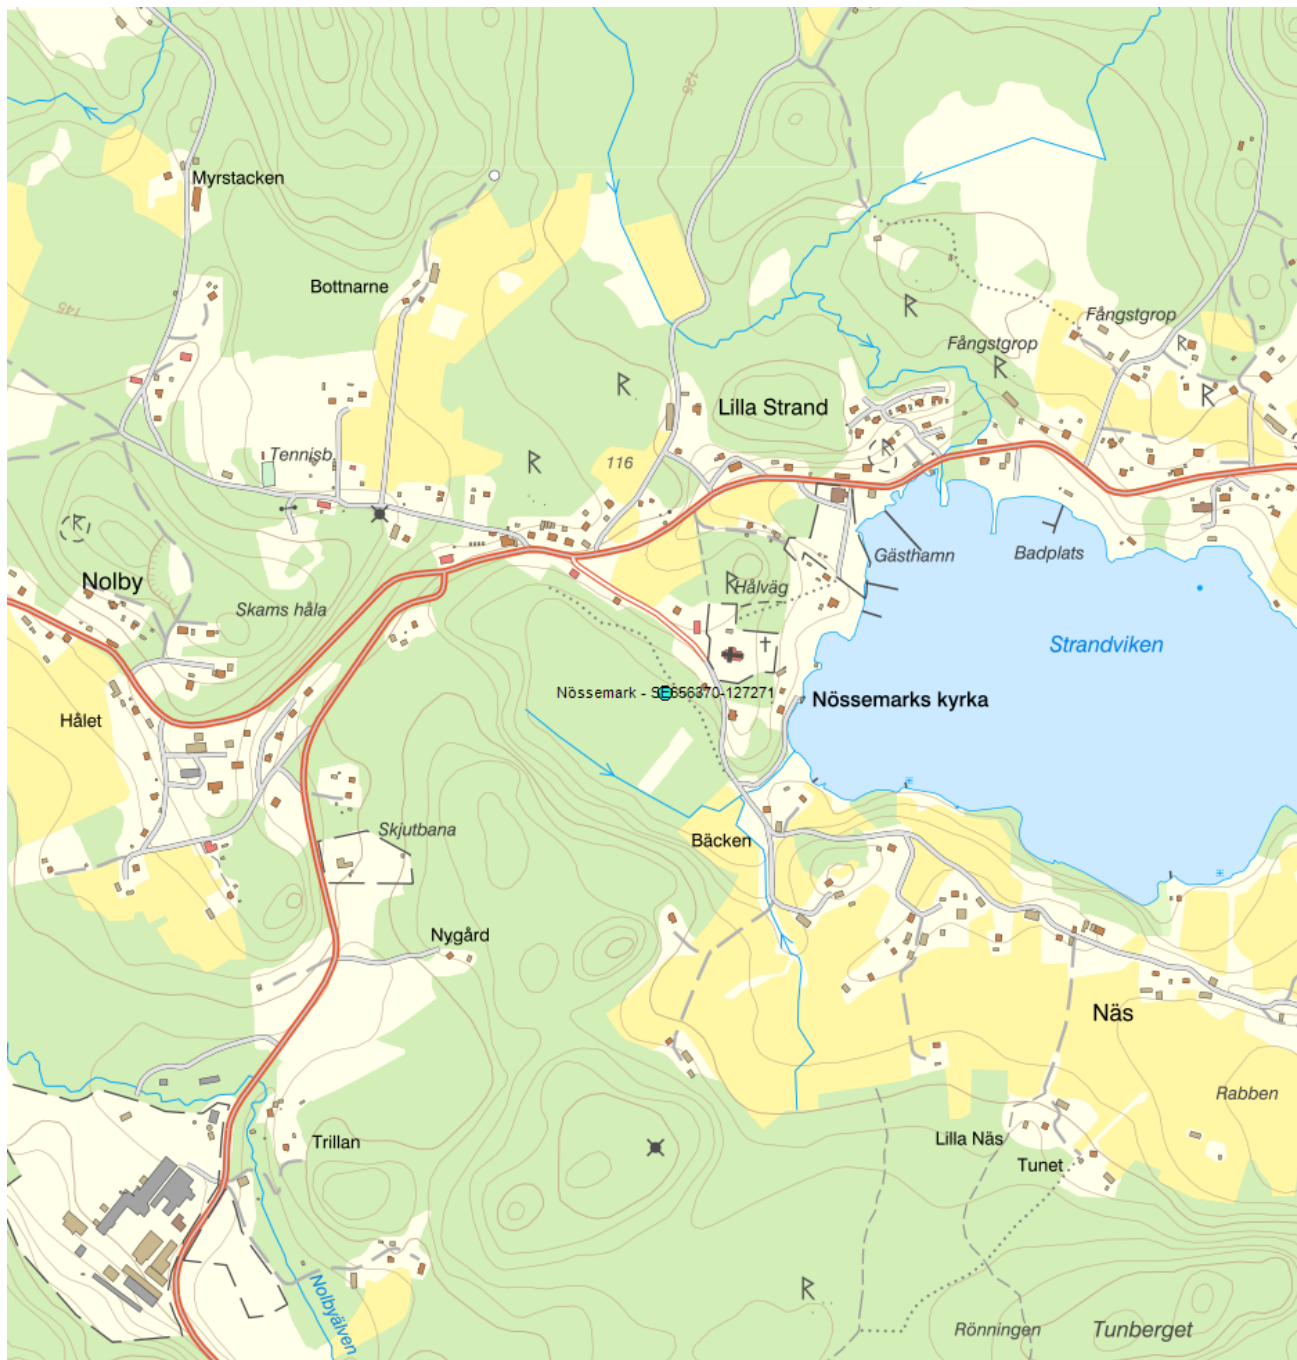 125
Myrstacken
Bottnarne
145
Fångstgrop
Fångstgrop
R
R
R
R
R
R
Lilla Strand
R
Tennisb.
R
116
R
Gästhamn
Badplats
Nolby
R
Hålväg
Skams håla
Strandviken
Nössemark - SE656370-127271
Nössemarks kyrka
Hålet
Skjutbana
Bäcken
Nygård
Näs
Rabben
Trillan
Lilla Näs
Tunet
Nolbyälven
R
Rönningen
Tunberget